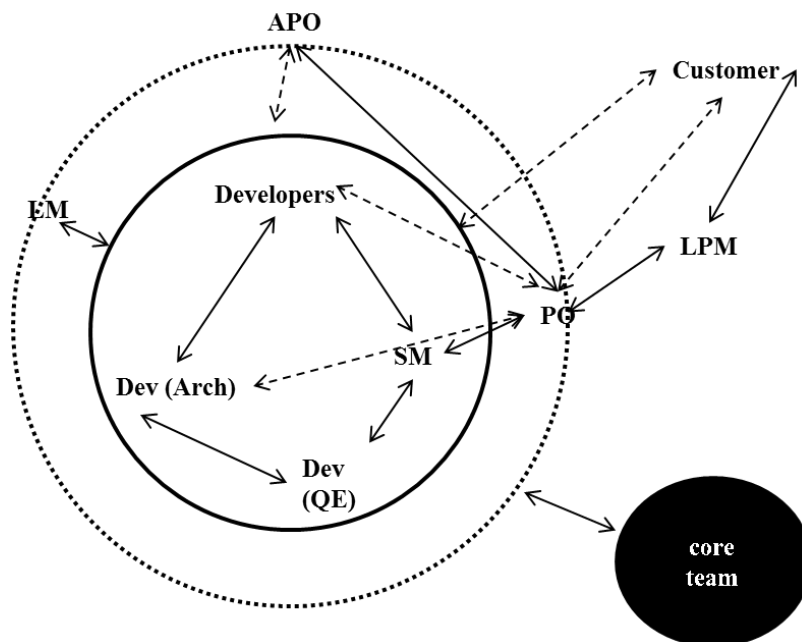 APO
Customer
Developers
EM
LPM
PO
SM
Dev (Arch)
Dev
(QE)
core
team